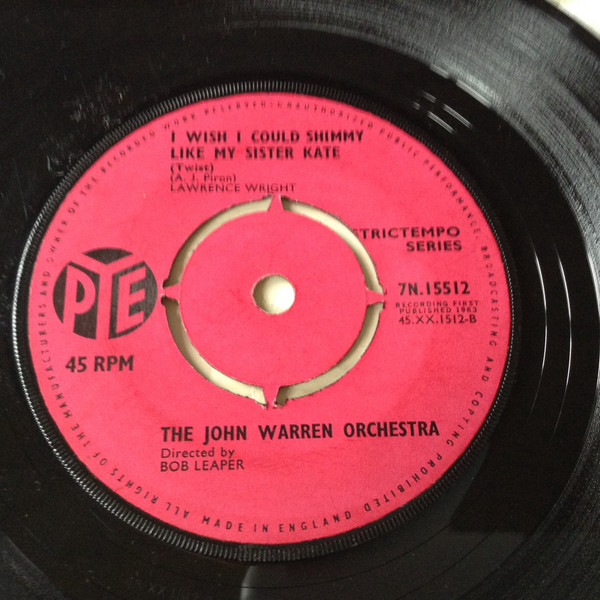 I WISH I COULD SHIMMY
LIKE MY SISTER KATE
(Twist)
(A. J. Piron)
LAWRENCE WRIGHT
STRICTEMPO
SERIES
PYE
7N.15512
RECORDING FIRST
PUBLISHED 1963
45.XX.1512-B
45 RPM
THE JOHN WARREN ORCHESTRA
Directed by
BOB LEAPER
ALL RIGHTS OF THE MANUFACTURERS AND OWNER OF THE RECORDED WORK RESERVED · UNAUTHORISED PUBLIC PERFORMANCE, BROADCASTING AND COPYING PROHIBITED
MADE IN ENGLAND